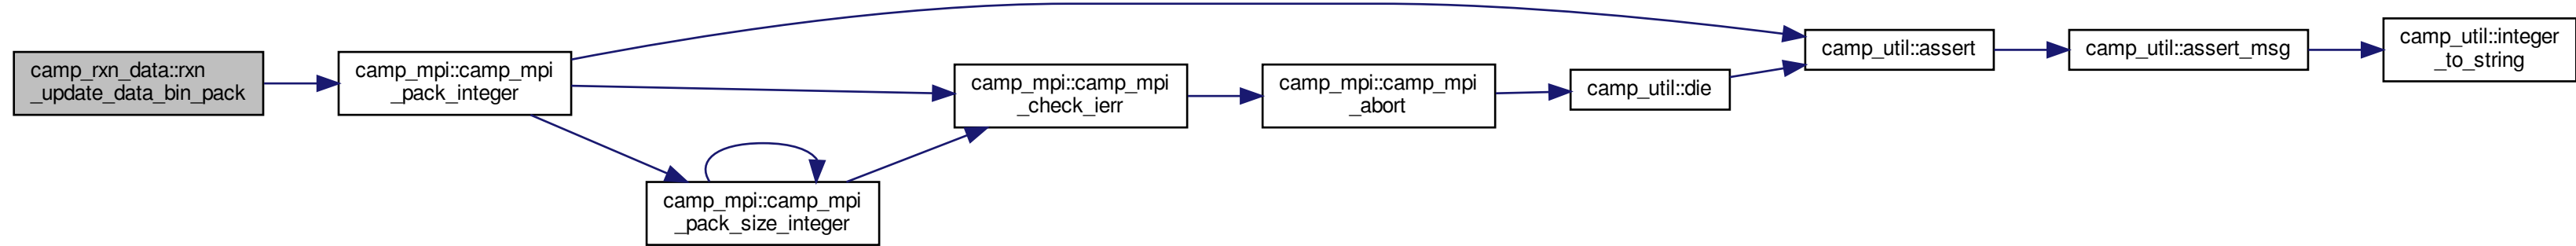 camp_rxn_data::rxn
_update_data_bin_pack
camp_mpi::camp_mpi
_pack_integer
camp_mpi::camp_mpi
_pack_size_integer
camp_mpi::camp_mpi
_check_ierr
camp_mpi::camp_mpi
_abort
camp_util::die
camp_util::assert
camp_util::assert_msg
camp_util::integer
_to_string